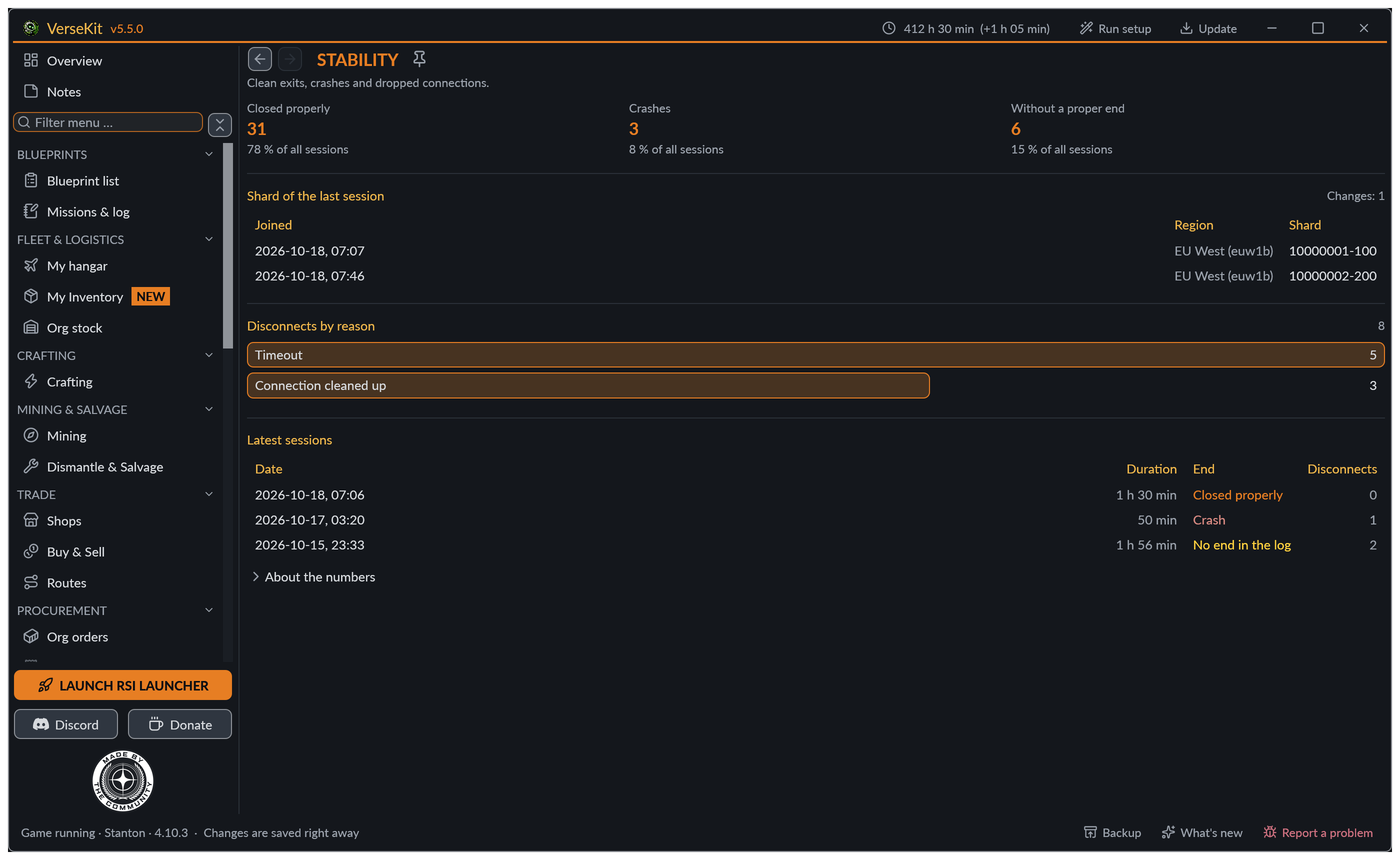 VerseKit v5.5.0
412 h 30 min (+1 h 05 min)
Run setup
Update
Overview
Notes
Filter menu ...
BLUEPRINTS
Blueprint list
Missions & log
FLEET & LOGISTICS
My hangar
My Inventory NEW
Org stock
CRAFTING
Crafting
MINING & SALVAGE
Mining
Dismantle & Salvage
TRADE
Shops
Buy & Sell
Routes
PROCUREMENT
Org orders
LAUNCH RSI LAUNCHER
Discord
Donate
MADE BY
THE COMMUNITY
STABILITY
Clean exits, crashes and dropped connections.
Closed properly
31
78 % of all sessions
Crashes
3
8 % of all sessions
Without a proper end
6
15 % of all sessions
Shard of the last session Changes: 1
Joined Region Shard
2026-10-18, 07:07 EU West (euw1b) 10000001-100
2026-10-18, 07:46 EU West (euw1b) 10000002-200
Disconnects by reason 8
Timeout 5
Connection cleaned up 3
Latest sessions
Date Duration End Disconnects
2026-10-18, 07:06 1 h 30 min Closed properly 0
2026-10-17, 03:20 50 min Crash 1
2026-10-15, 23:33 1 h 56 min No end in the log 2
About the numbers
Game running · Stanton · 4.10.3 · Changes are saved right away
Backup
What's new
Report a problem